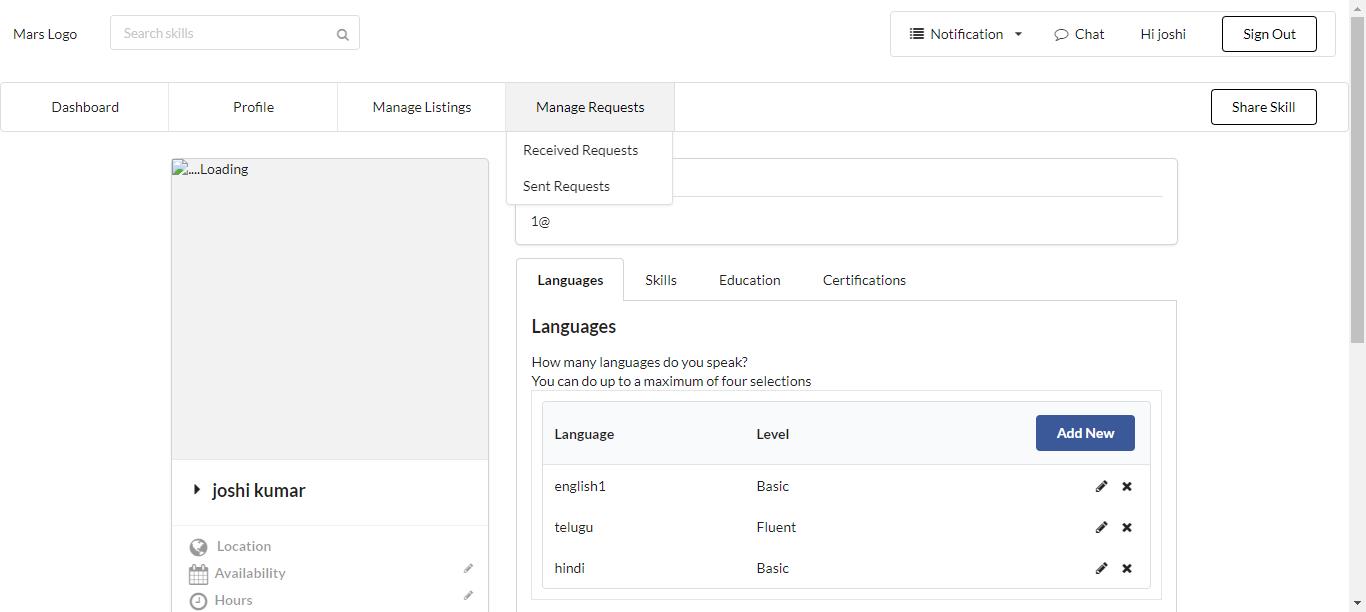 Mars Logo
Search skills
Notification
Chat
Hi joshi
Sign Out
Dashboard
Profile
Manage Listings
Manage Requests
Share Skill
Received Requests
Sent Requests
....Loading
1@
Languages
Skills
Education
Certifications
Languages
How many languages do you speak?
You can do up to a maximum of four selections
Language Level Add New
english1 Basic
telugu Fluent
hindi Basic
joshi kumar
Location
Availability
Hours